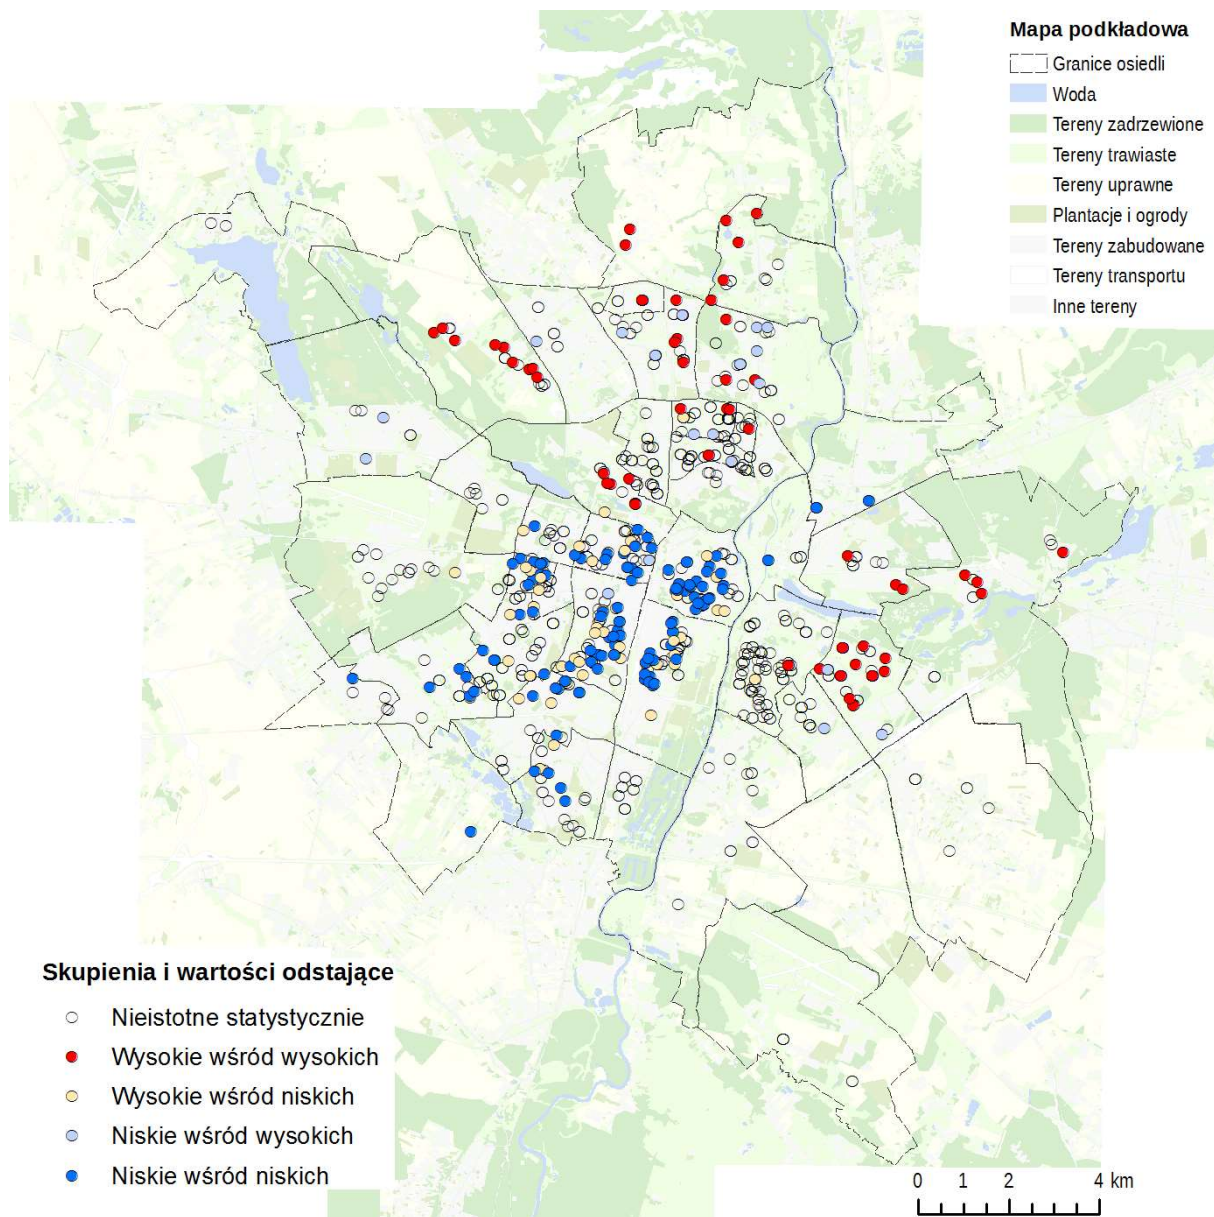 Mapa podkładowa
Granice osiedli
Woda
Tereny zadrzewione
Tereny trawiaste
Tereny uprawne
Plantacje i ogrody
Tereny zabudowane
Tereny transportu
Inne tereny
Skupienia i wartości odstające
Nieistotne statystycznie
Wysokie wśród wysokich
Wysokie wśród niskich
Niskie wśród wysokich
Niskie wśród niskich
0 1 2 4 km